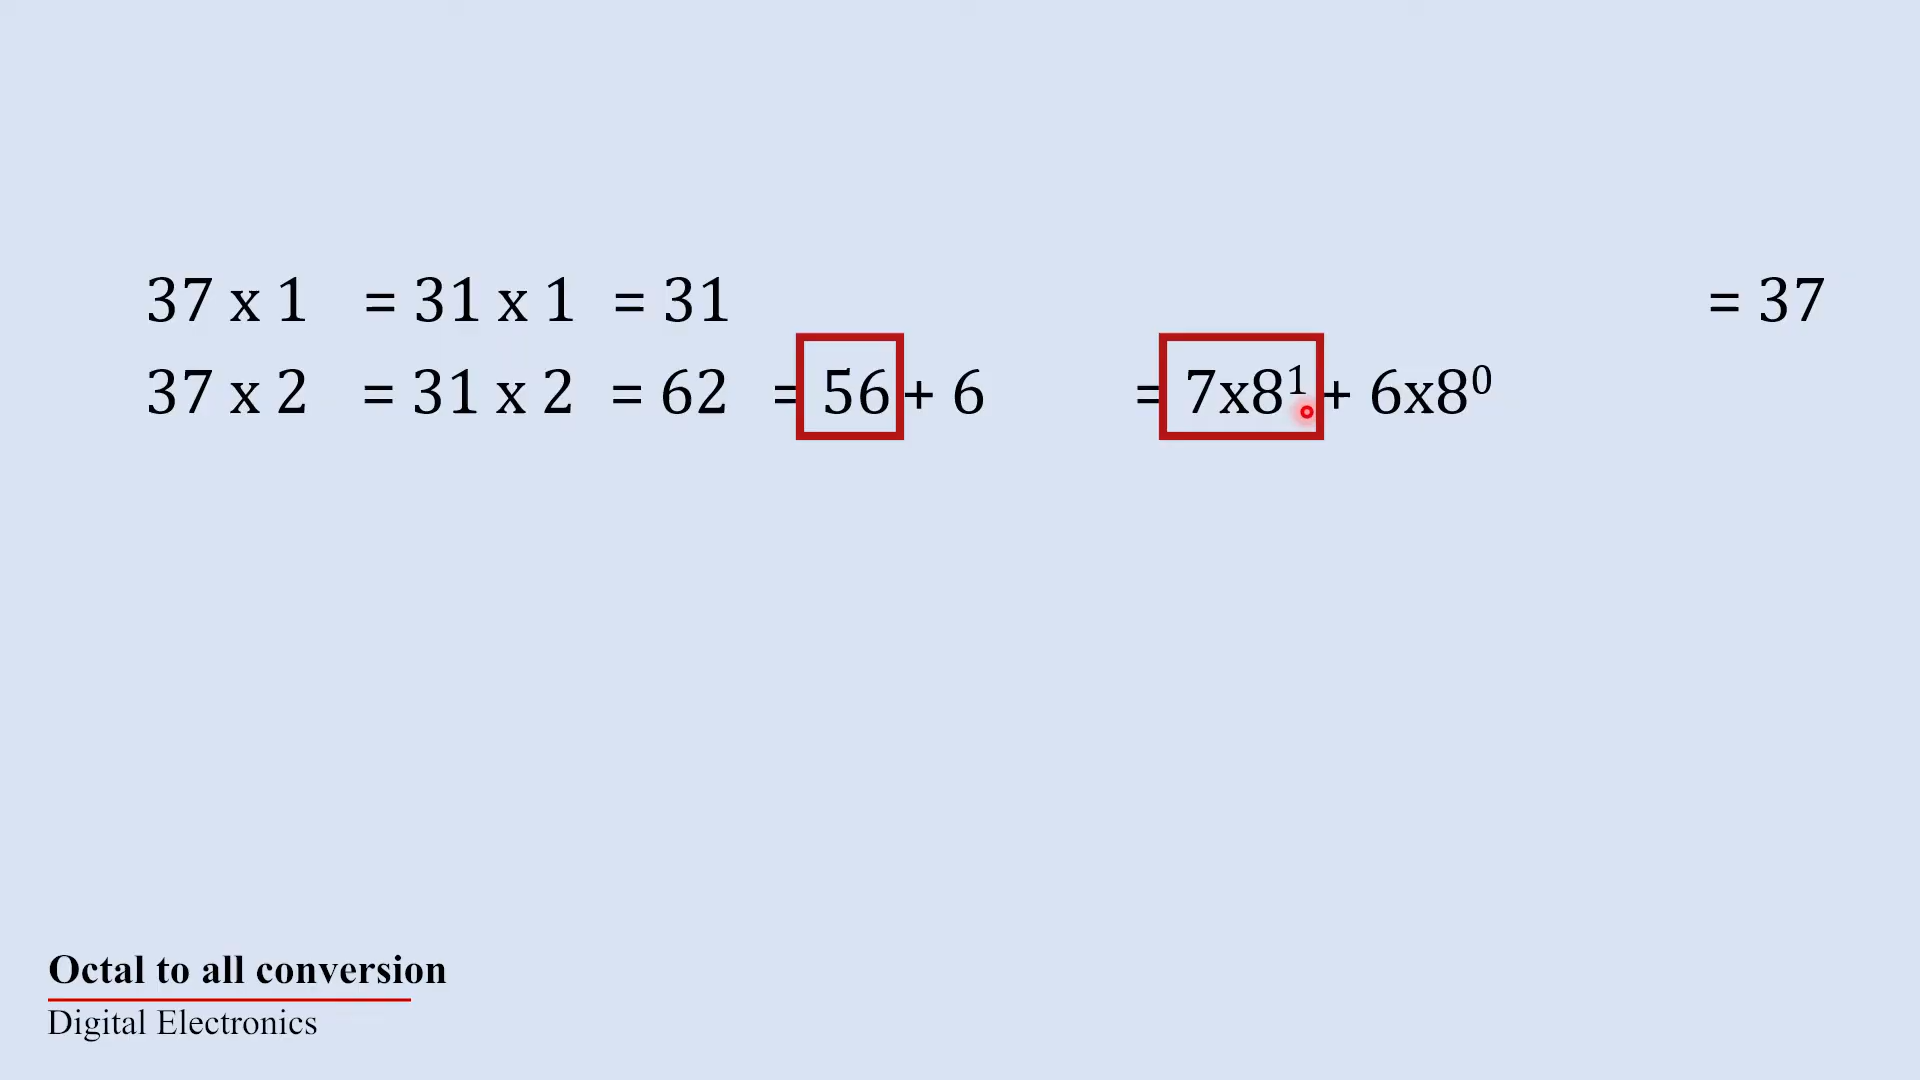 37 x 1 = 31 x 1 = 31 = 37
37 x 2 = 31 x 2 = 62 = 56 + 6 = 7x8¹ + 6x8⁰
Octal to all conversion
Digital Electronics